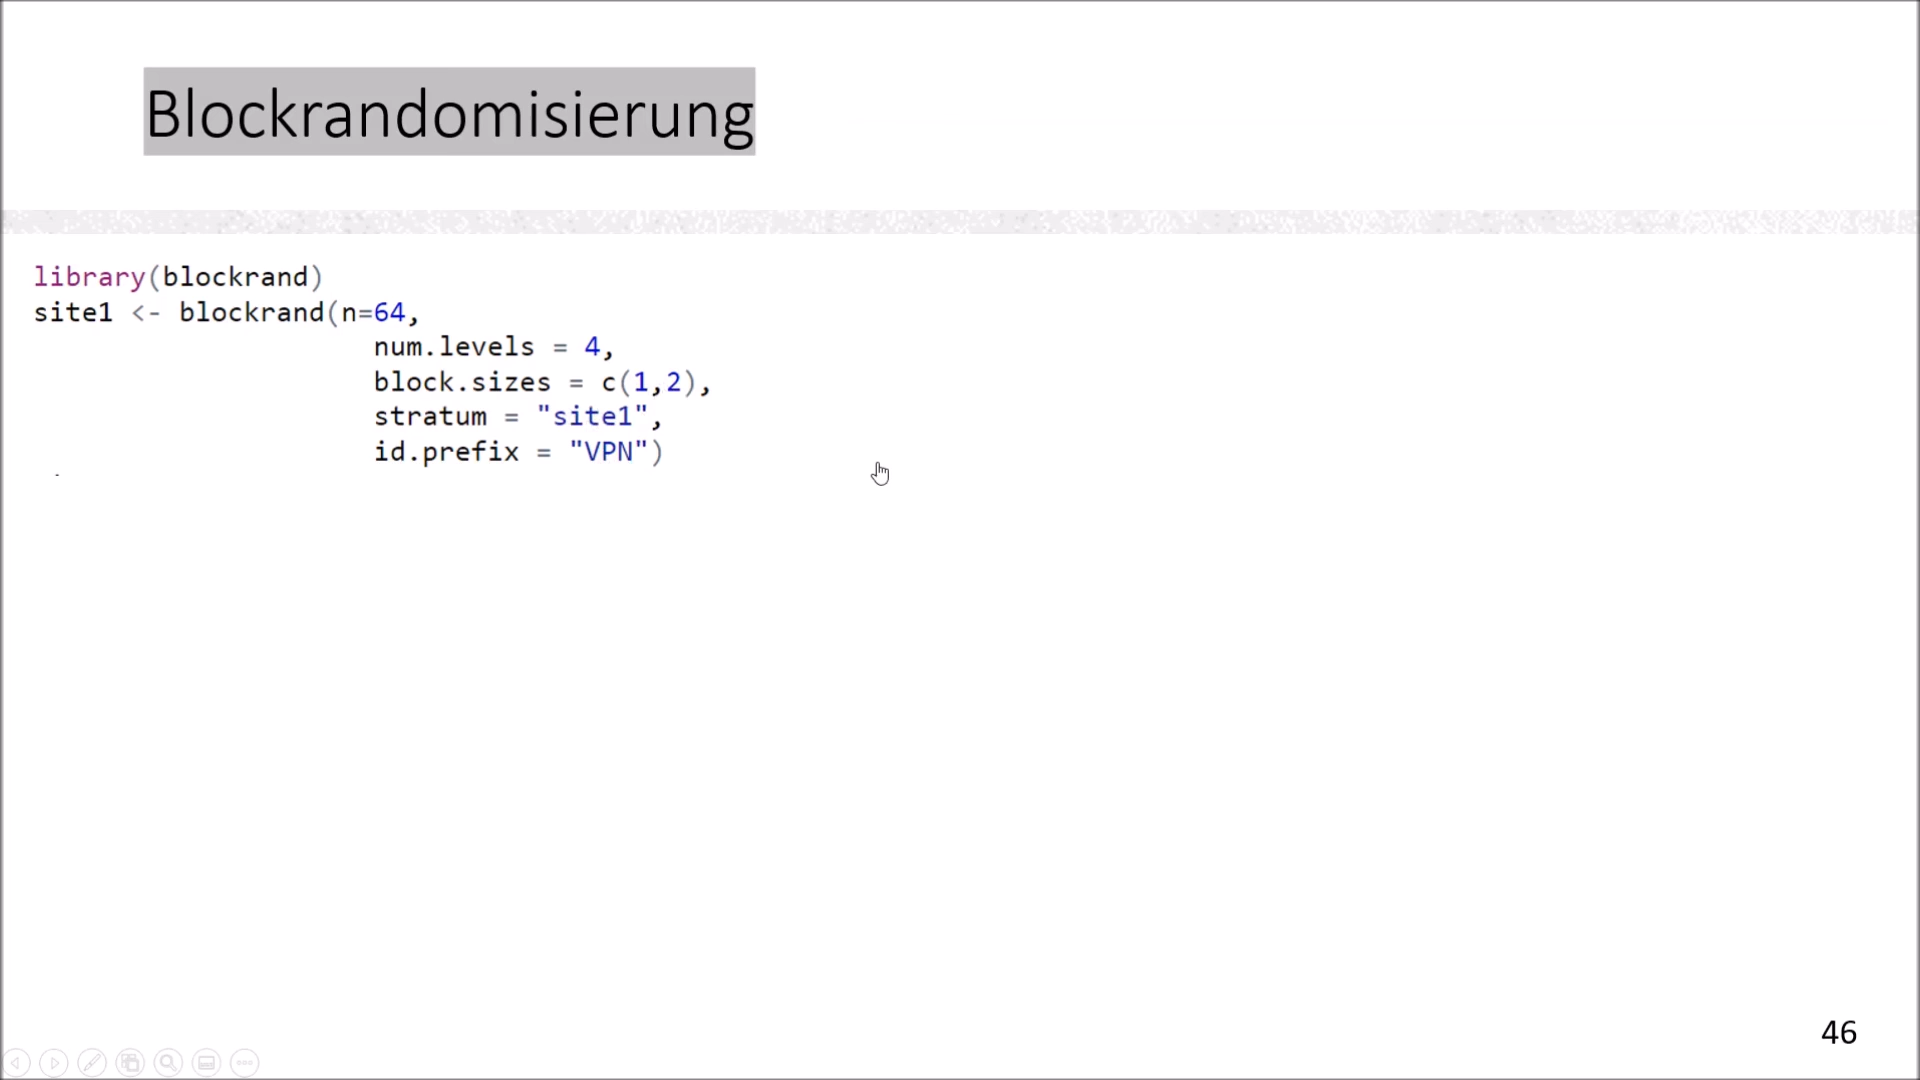 Blockrandomisierung
library(blockrand)
site1 <- blockrand(n=64,
num.levels = 4,
block.sizes = c(1,2),
stratum = "site1",
id.prefix = "VPN")
46